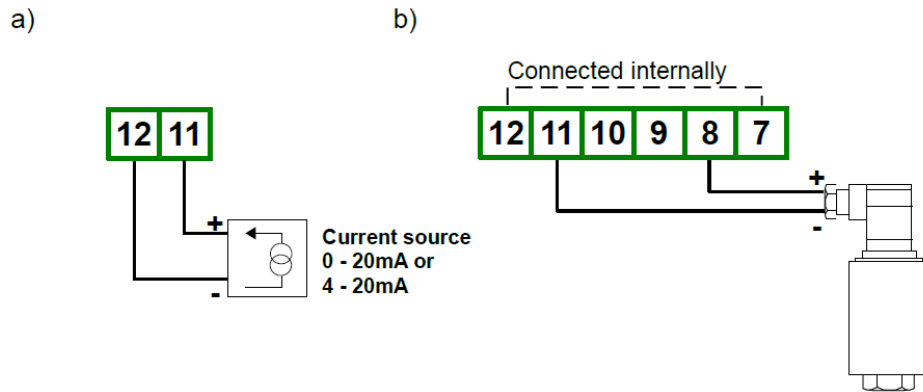 a)
b)
Connected internally
12 11
12 11 10 9 8 7
+
-
Current source
0 - 20mA or
4 - 20mA
+
-